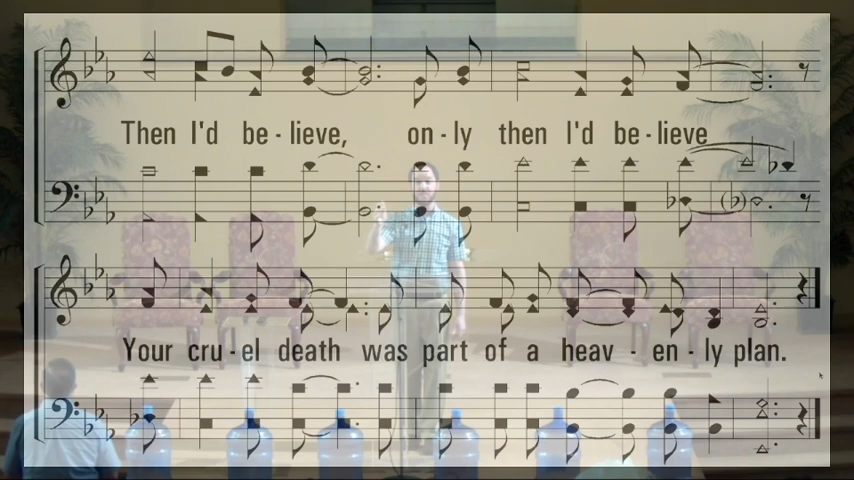 Then I'd be - lieve, on - ly then I'd be - lieve
Your cru - el death was part of a heav - en - ly plan.